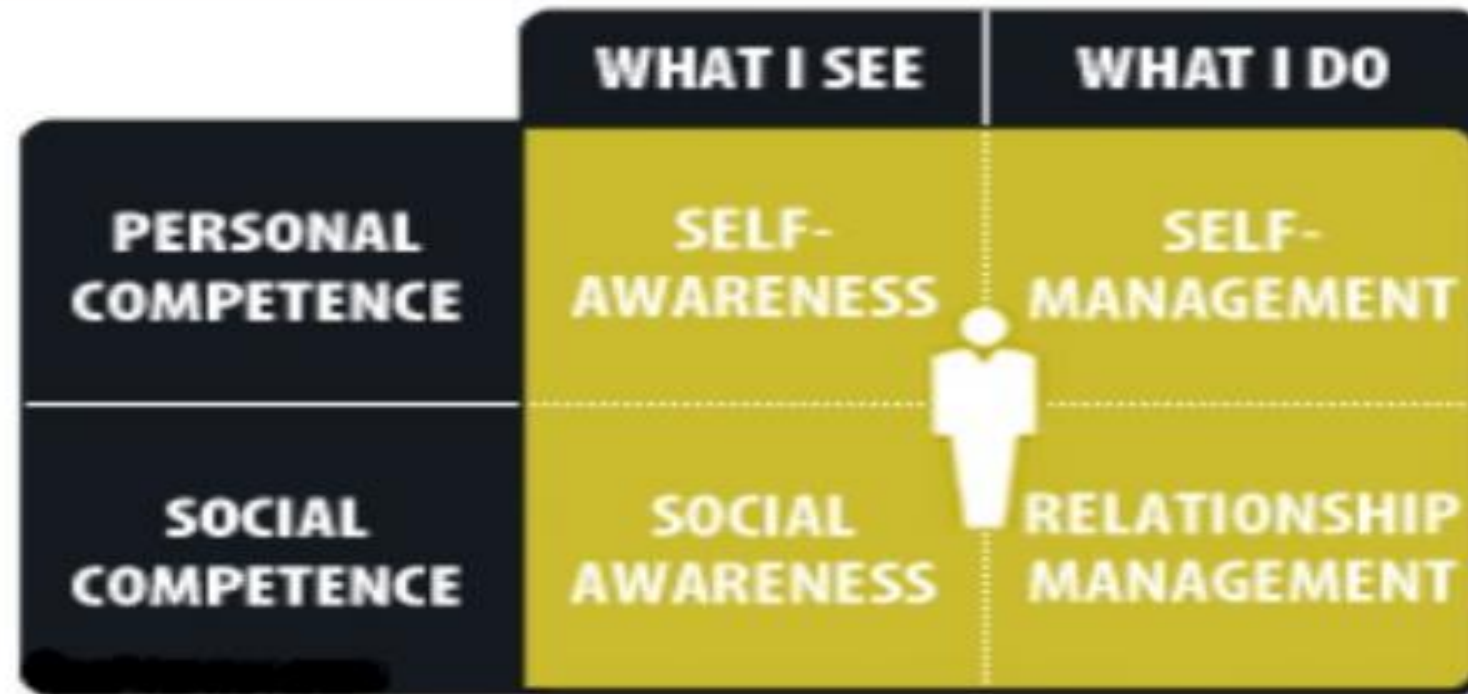 WHAT I SEE
WHAT I DO
PERSONAL
COMPETENCE
SELF-
AWARENESS
SELF-
MANAGEMENT
SOCIAL
COMPETENCE
SOCIAL
AWARENESS
RELATIONSHIP
MANAGEMENT